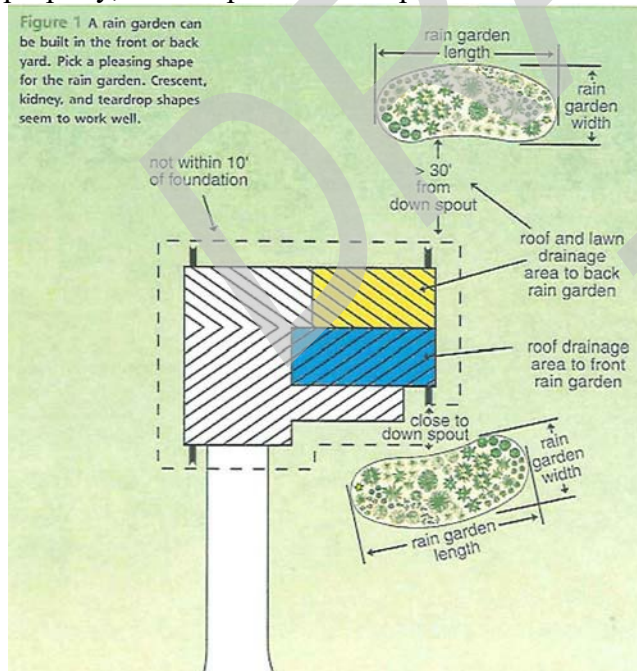 Figure 1 A rain garden can
be built in the front or back
yard. Pick a pleasing shape
for the rain garden. Crescent,
kidney, and teardrop shapes
seem to work well.
rain garden
length
rain
garden
width
not within 10'
of foundation
> 30'
from
down spout
roof and lawn
drainage
area to back
rain garden
roof drainage
area to front
rain garden
close to
down spout
rain
garden
width
rain garden
length